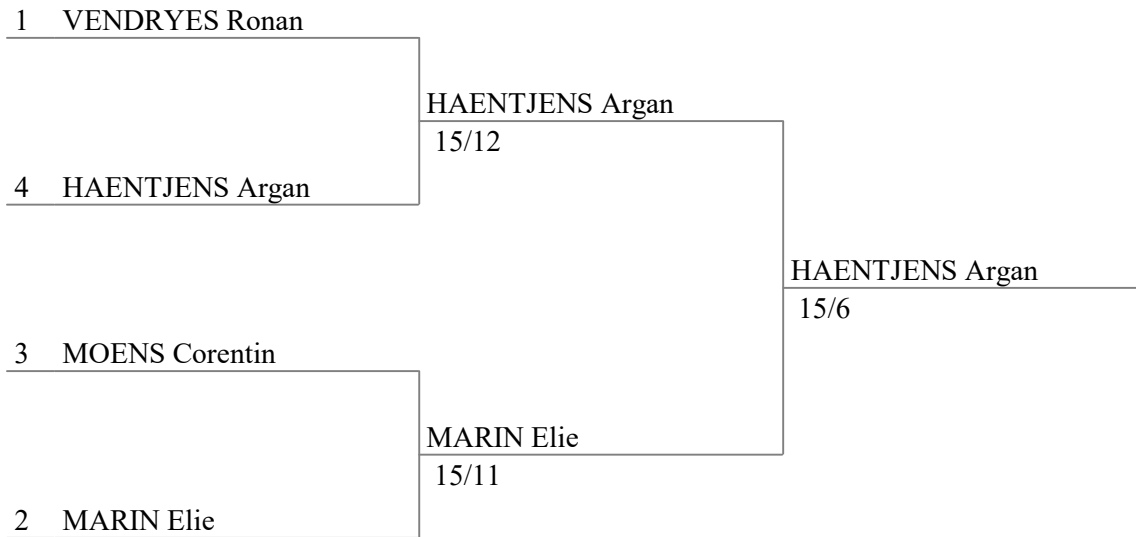 1 VENDRYES Ronan
HAENTJENS Argan
15/12
4 HAENTJENS Argan
HAENTJENS Argan
15/6
3 MOENS Corentin
MARIN Elie
15/11
2 MARIN Elie